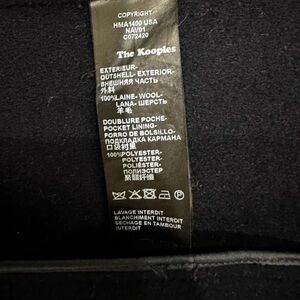 COPYRIGHT
HMA1400 USA
NAV01
C072420
The Kooples
EXTERIEUR-
OUTSHELL- EXTERIOR-
ВНЕШНЯЯ ЧАСТЬ
外料
100%LAINE- WOOL-
LANA- ШЕРСТЬ
羊毛
DOUBLURE POCHE-
POCKET LINING-
FORRO DE BOLSILLO-
ПОДКЛАДКА КАРМАНА
口袋衬里
100%POLYESTER-
POLYESTER-
ПОЛИЭСТЕР
聚酯纤维
LAVAGE INTERDIT
BLANCHIMENT INTERDIT
SECHAGE EN TAMBOUR
INTERDIT